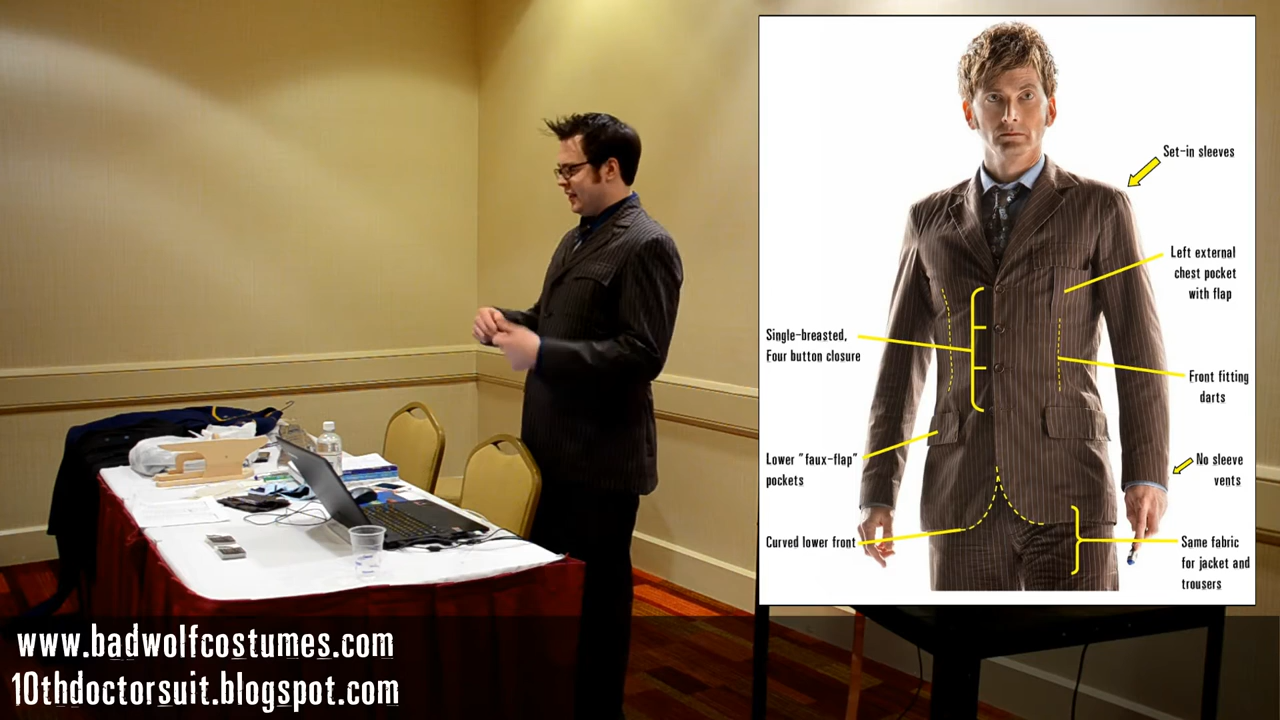 Set-in sleeves
Left external
chest pocket
with flap
Single-breasted,
Four button closure
Front fitting
darts
Lower "faux-flap"
pockets
No sleeve
vents
Curved lower front
Same fabric
for jacket and
trousers
www.badwolfcostumes.com
10thdoctorsuit.blogspot.com